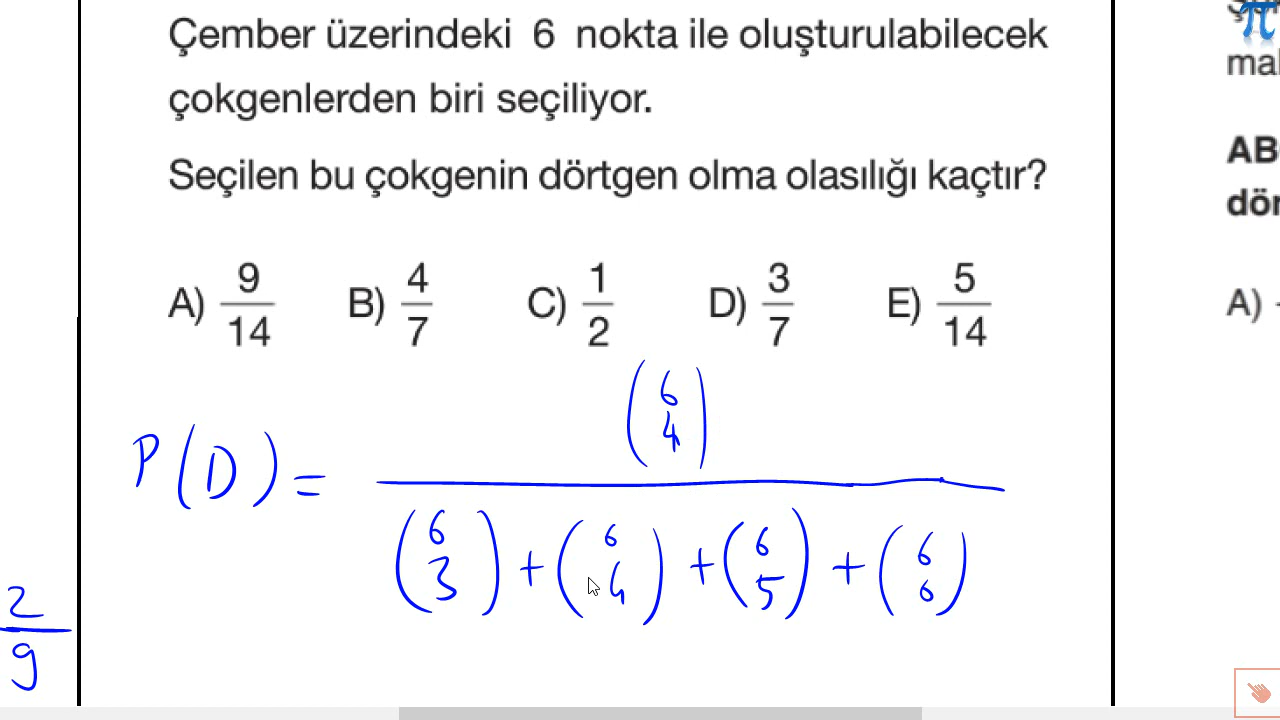 Çember üzerindeki 6 nokta ile oluşturulabilecek
çokgenlerden biri seçiliyor.
Seçilen bu çokgenin dörtgen olma olasılığı kaçtır?
A) 9/14 B) 4/7 C) 1/2 D) 3/7 E) 5/14
P(D) = (6 4) / (6 3) + (6 4) + (6 5) + (6 6)
2/9
π
mal
AB
dör
A)